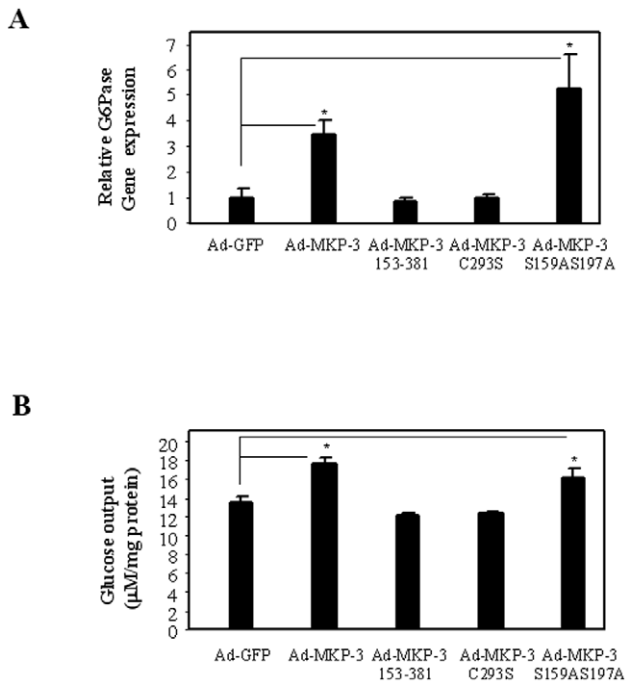 A
Relative G6Pase
Gene expression
7
6
5
4
3
2
1
0
*
*
Ad-GFP
Ad-MKP-3
Ad-MKP-3
153-381
Ad-MKP-3
C293S
Ad-MKP-3
S159AS197A
B
Glucose output
(μM/mg protein)
20
18
16
14
12
10
8
6
4
2
0
*
*
Ad-GFP
Ad-MKP-3
Ad-MKP-3
153-381
Ad-MKP-3
C293S
Ad-MKP-3
S159AS197A